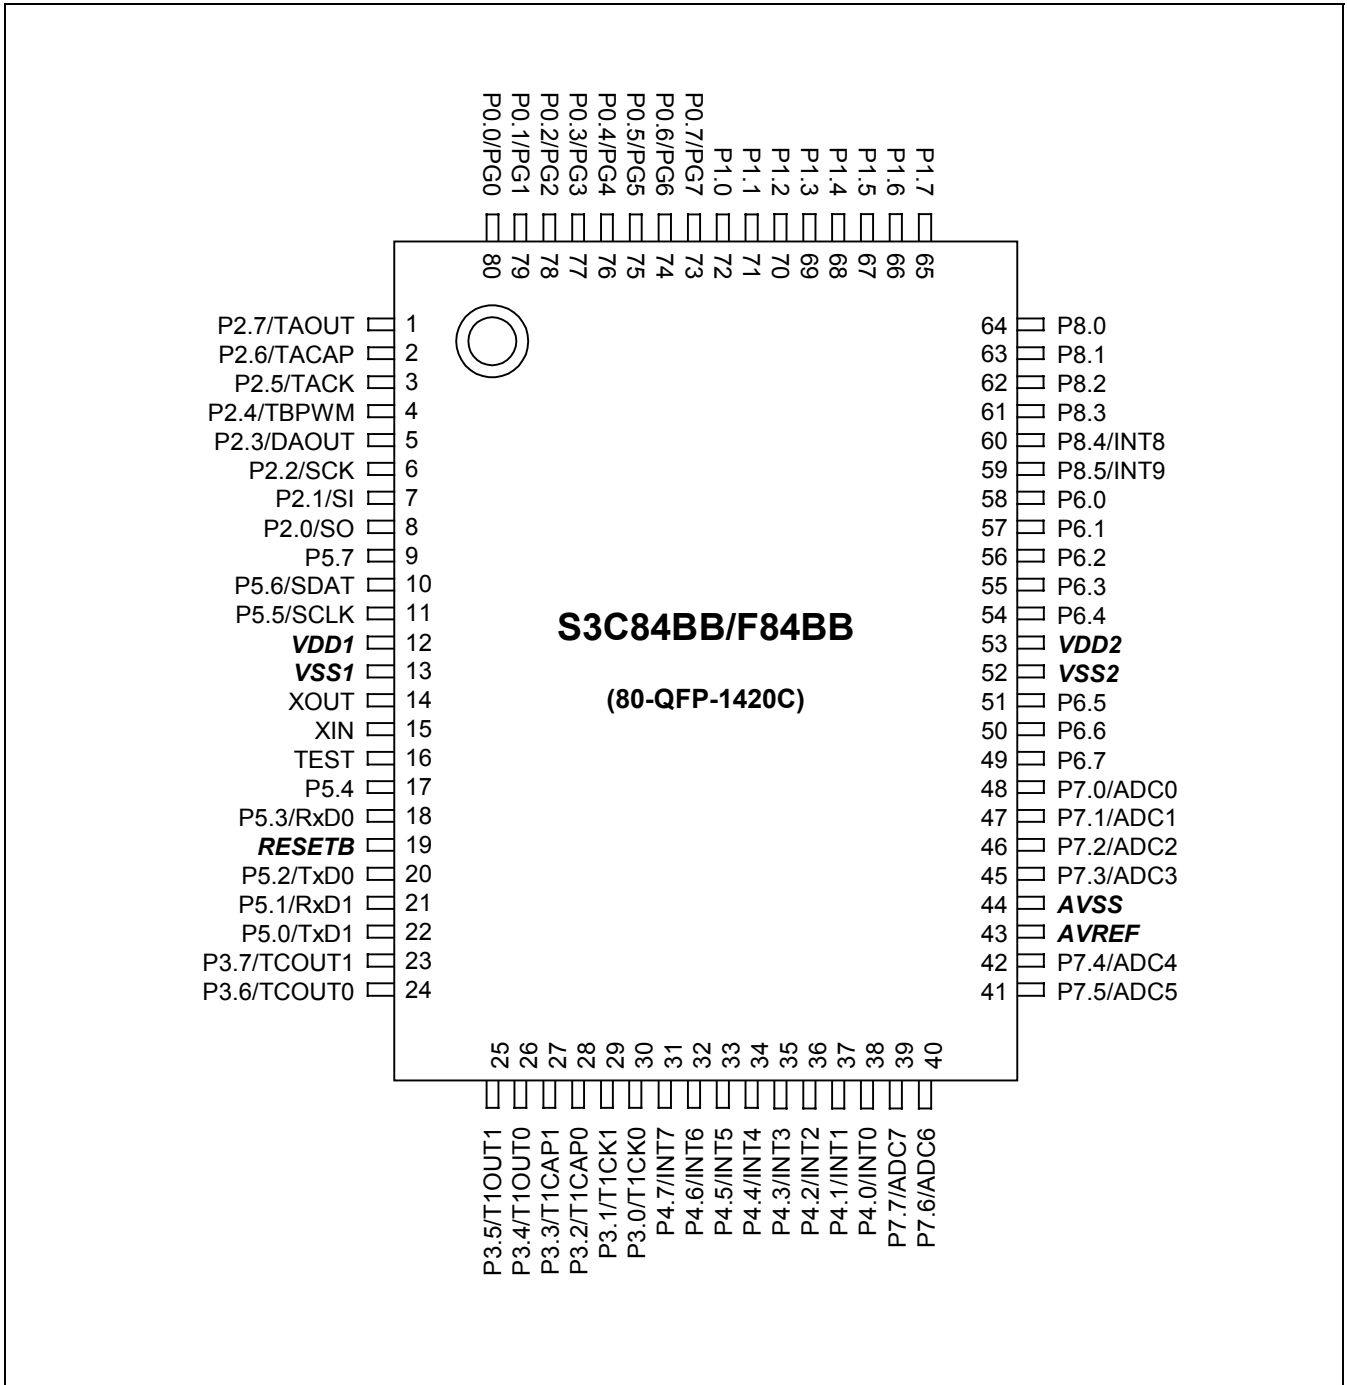 P0.0/PG0
P0.1/PG1
P0.2/PG2
P0.3/PG3
P0.4/PG4
P0.5/PG5
P0.6/PG6
P0.7/PG7
P1.0
P1.1
P1.2
P1.3
P1.4
P1.5
P1.6
P1.7
80
79
78
77
76
75
74
73
72
71
70
69
68
67
66
65
P2.7/TAOUT 1
P2.6/TACAP 2
P2.5/TACK 3
P2.4/TBPWM 4
P2.3/DAOUT 5
P2.2/SCK 6
P2.1/SI 7
P2.0/SO 8
P5.7 9
P5.6/SDAT 10
P5.5/SCLK 11
VDD1 12
VSS1 13
XOUT 14
XIN 15
TEST 16
P5.4 17
P5.3/RxD0 18
RESETB 19
P5.2/TxD0 20
P5.1/RxD1 21
P5.0/TxD1 22
P3.7/TCOUT1 23
P3.6/TCOUT0 24
S3C84BB/F84BB
(80-QFP-1420C)
64 P8.0
63 P8.1
62 P8.2
61 P8.3
60 P8.4/INT8
59 P8.5/INT9
58 P6.0
57 P6.1
56 P6.2
55 P6.3
54 P6.4
53 VDD2
52 VSS2
51 P6.5
50 P6.6
49 P6.7
48 P7.0/ADC0
47 P7.1/ADC1
46 P7.2/ADC2
45 P7.3/ADC3
44 AVSS
43 AVREF
42 P7.4/ADC4
41 P7.5/ADC5
25
26
27
28
29
30
31
32
33
34
35
36
37
38
39
40
P3.5/T1OUT1
P3.4/T1OUT0
P3.3/T1CAP1
P3.2/T1CAP0
P3.1/T1CK1
P3.0/T1CK0
P4.7/INT7
P4.6/INT6
P4.5/INT5
P4.4/INT4
P4.3/INT3
P4.2/INT2
P4.1/INT1
P4.0/INT0
P7.7/ADC7
P7.6/ADC6